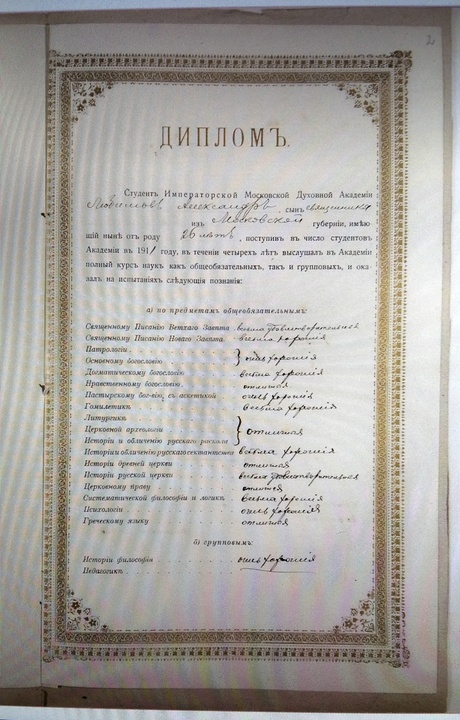 2
ДИПЛОМЪ.
Студентъ Императорской Московской Духовной Академіи
Александръ, сынъ священника
изъ Московской губерніи, имѣю-
щій нынѣ отъ роду 26 лѣтъ, поступивъ въ число студентовъ
Академіи въ 1911 году, въ теченіи четырехъ лѣтъ выслушалъ въ Академіи
полный курсъ наукъ какъ общеобязательныхъ, такъ и групповыхъ, и ока-
залъ на испытаніяхъ слѣдующія познанія:
а) по предметамъ общеобязательнымъ:
Священному Писанію Ветхаго Завѣта весьма удовлетворительныя
Священному Писанію Новаго Завѣта. весьма хорошія
Патрологіи
Основному богословію } очень хорошія
Догматическому богословію весьма хорошія
Нравственному богословію. отличныя
Пастырскому бог-вію, съ аскетикой очень хорошія
Гомилетикѣ весьма хорошія
Литургикѣ
Церковной археологіи } отличныя
Исторіи и обличенію русскаго раскола
Исторіи и обличенію русскаго сектантства весьма хорошія
Исторіи древней церкви отличныя
Исторіи русской церкви весьма удовлетворительныя
Церковному праву отличныя
Систематической философіи и логикѣ весьма хорошія
Психологіи очень хорошія
Греческому языку отличныя
б) групповымъ:
Исторіи философіи очень хорошія
Педагогикѣ